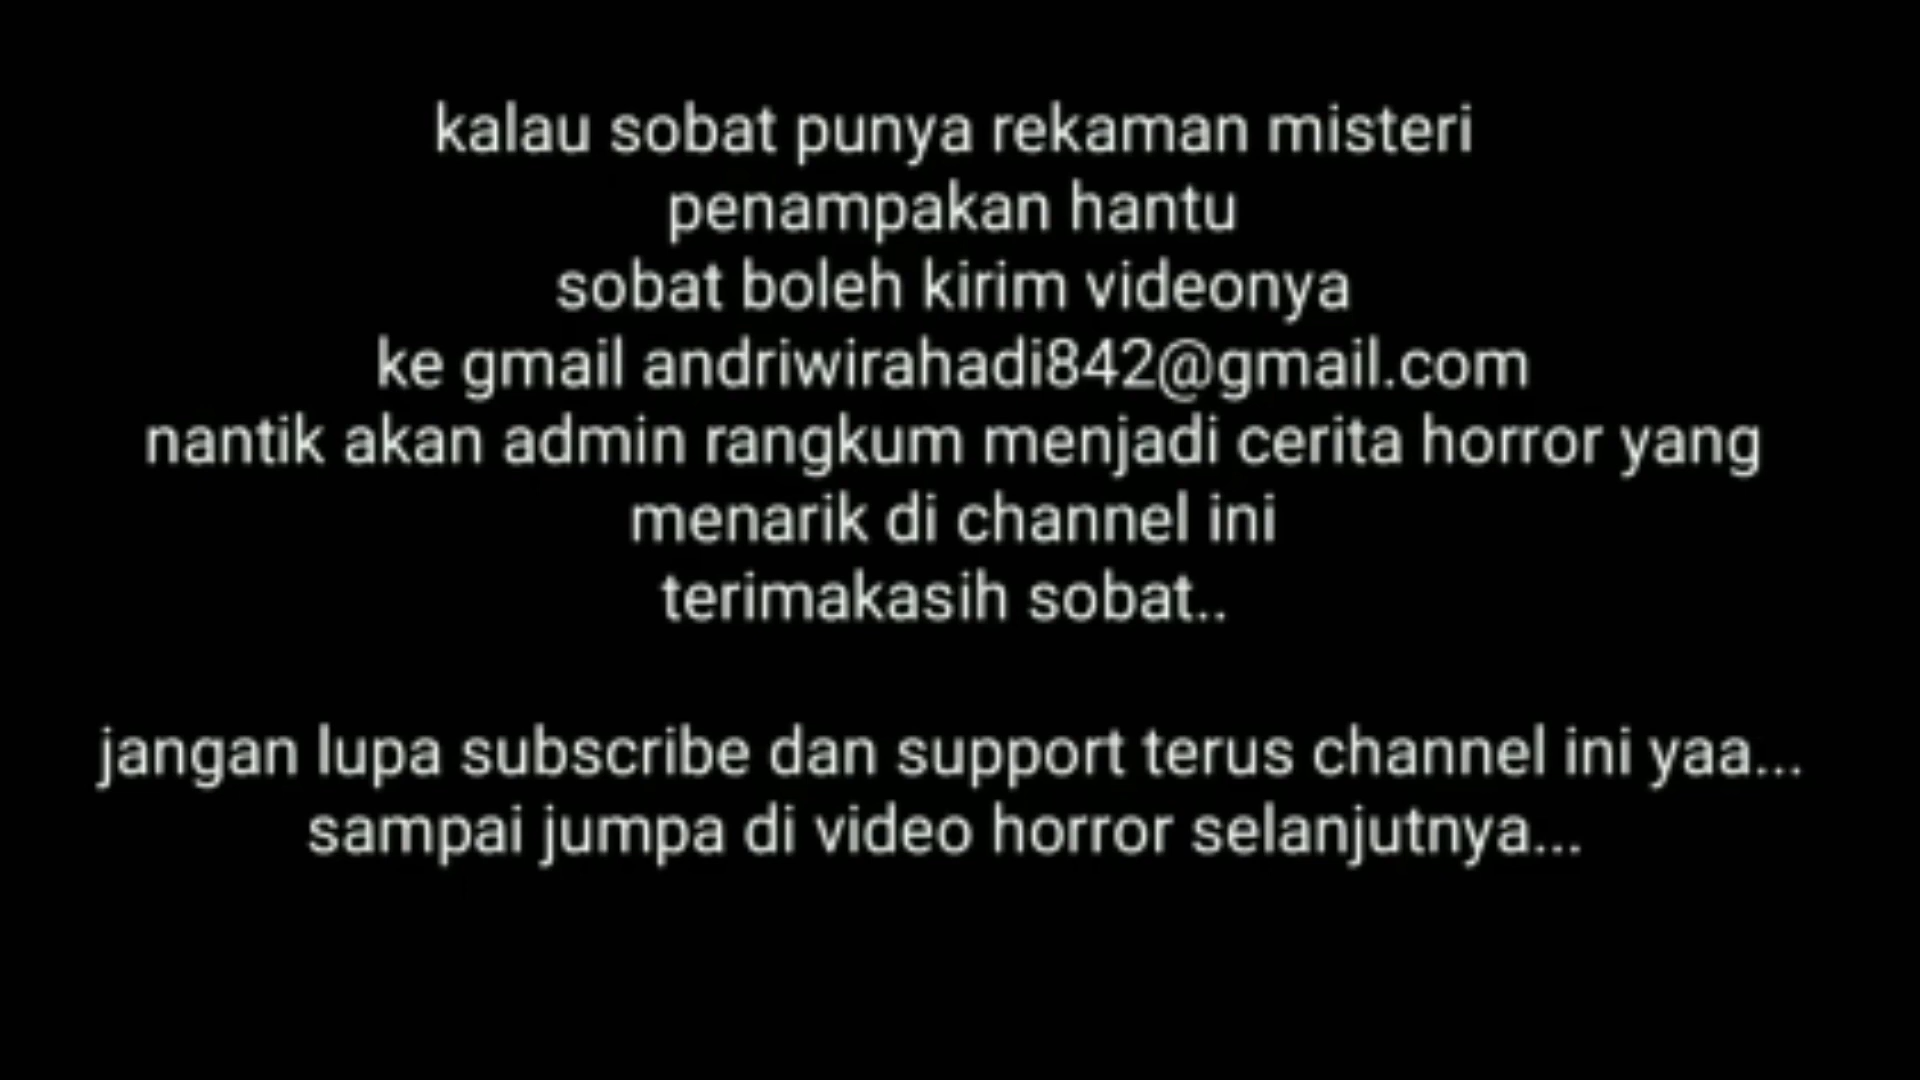 kalau sobat punya rekaman misteri
penampakan hantu
sobat boleh kirim videonya
ke gmail andriwirahadi842@gmail.com
nantik akan admin rangkum menjadi cerita horror yang
menarik di channel ini
terimakasih sobat..
jangan lupa subscribe dan support terus channel ini yaa...
sampai jumpa di video horror selanjutnya...